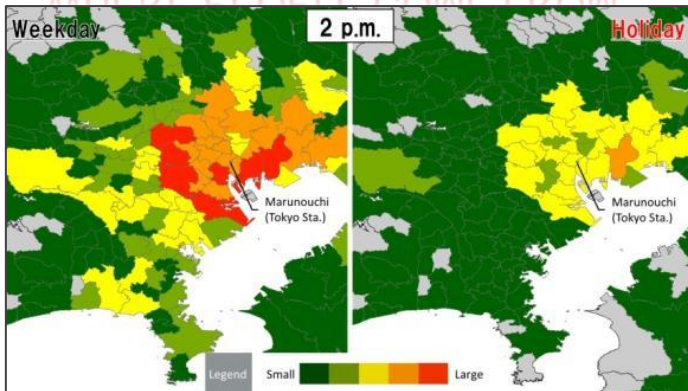 Weekday
2 p.m.
Holiday
Marunouchi
(Tokyo Sta.)
Marunouchi
(Tokyo Sta.)
Legend
Small
Large